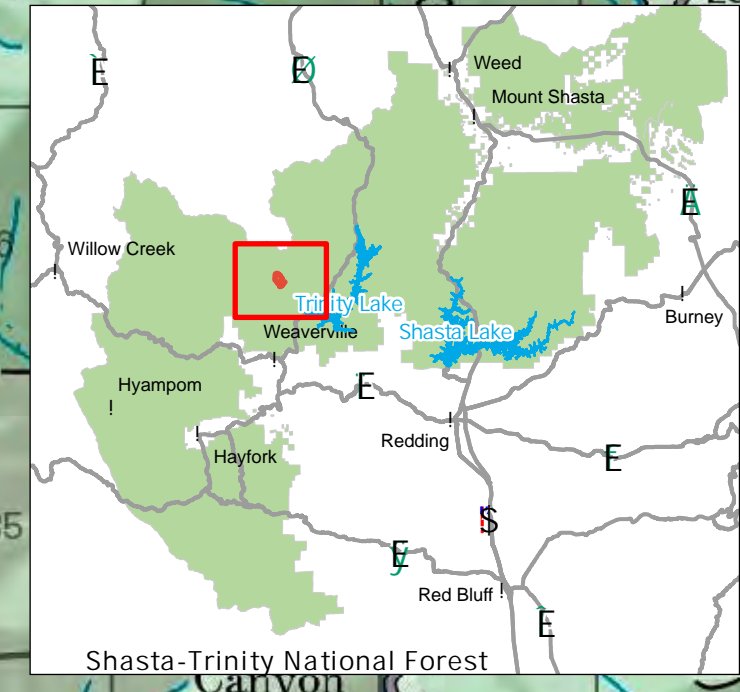 Weed
Mount Shasta
Willow Creek
Trinity Lake
Weaverville
Shasta Lake
Burney
Hyampom
Redding
Hayfork
Red Bluff
Shasta-Trinity National Forest
Canyon